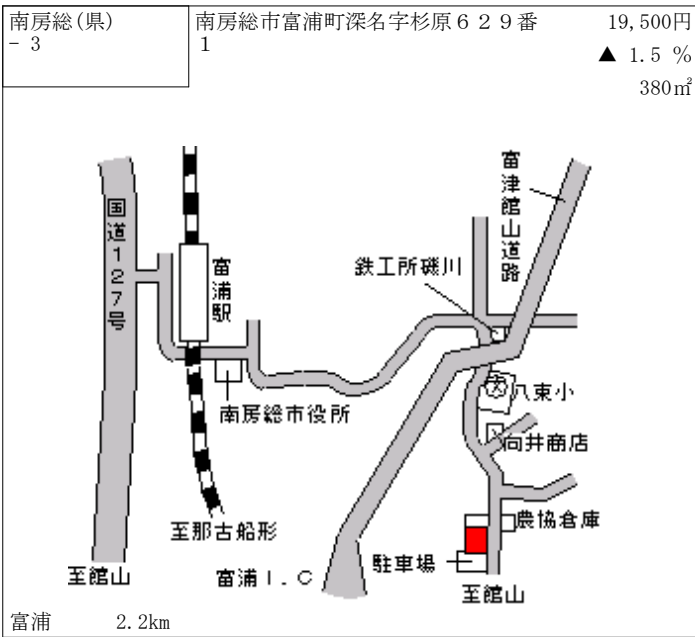 南房総(県)
- 3
南房総市富浦町深名字杉原６２９番
1
19,500円
▲ 1.5 %
380㎡
国道127号
富浦駅
富津館山道路
鉄工所磯川
南房総市役所
八束小
文
向井商店
至那古船形
農協倉庫
駐車場
至館山
富浦I.C
至館山
富浦 2.2km